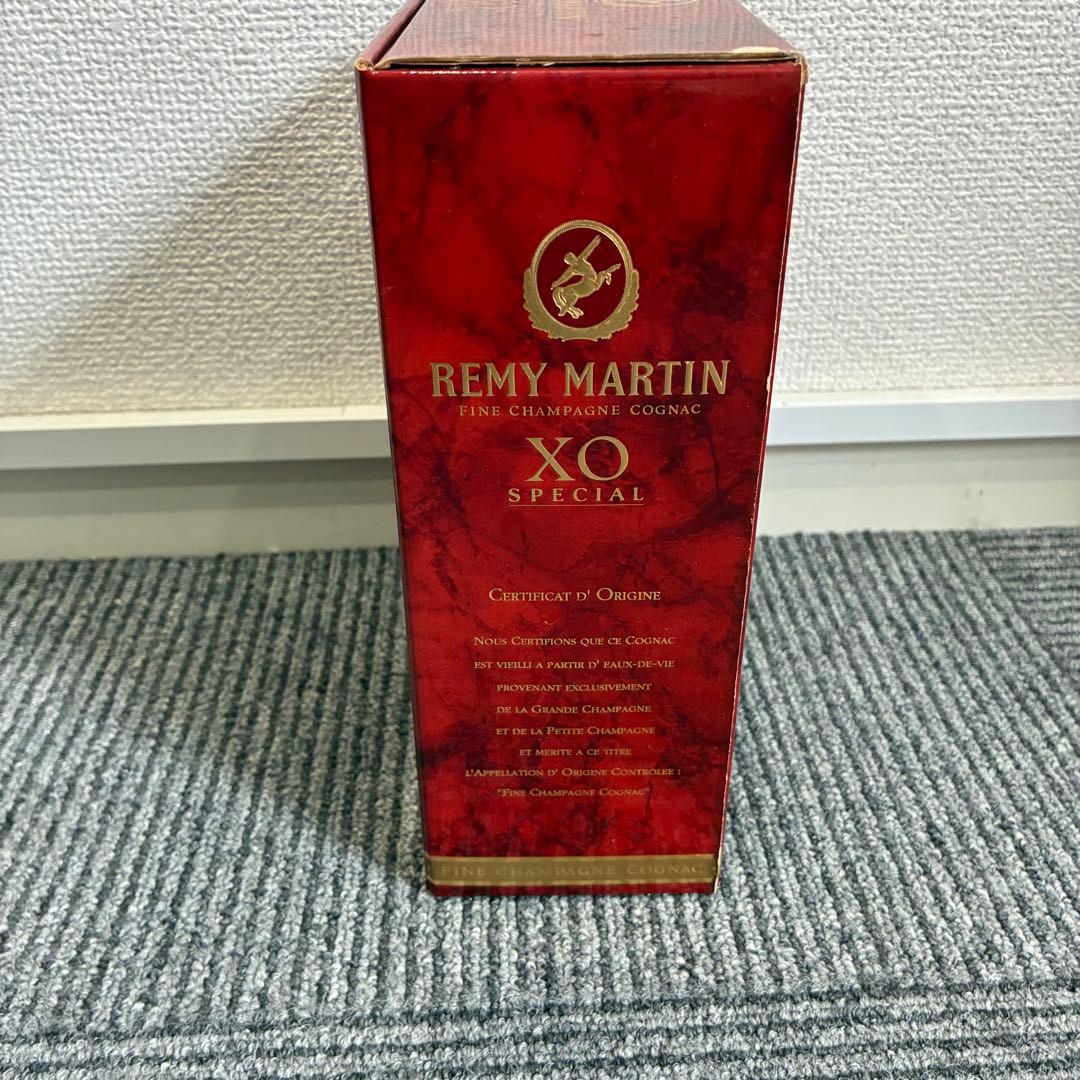 REMY MARTIN
FINE CHAMPAGNE COGNAC
XO
SPECIAL
CERTIFICAT D' ORIGINE
NOUS CERTIFIONS QUE CE COGNAC
EST VIEILLI A PARTIR D' EAUX-DE-VIE
PROVENANT EXCLUSIVEMENT
DE LA GRANDE CHAMPAGNE
ET DE LA PETITE CHAMPAGNE
ET MERITE A CE TITRE
L'APPELLATION D' ORIGINE CONTROLEE :
"FINE CHAMPAGNE COGNAC"
FINE CHAMPAGNE COGNAC